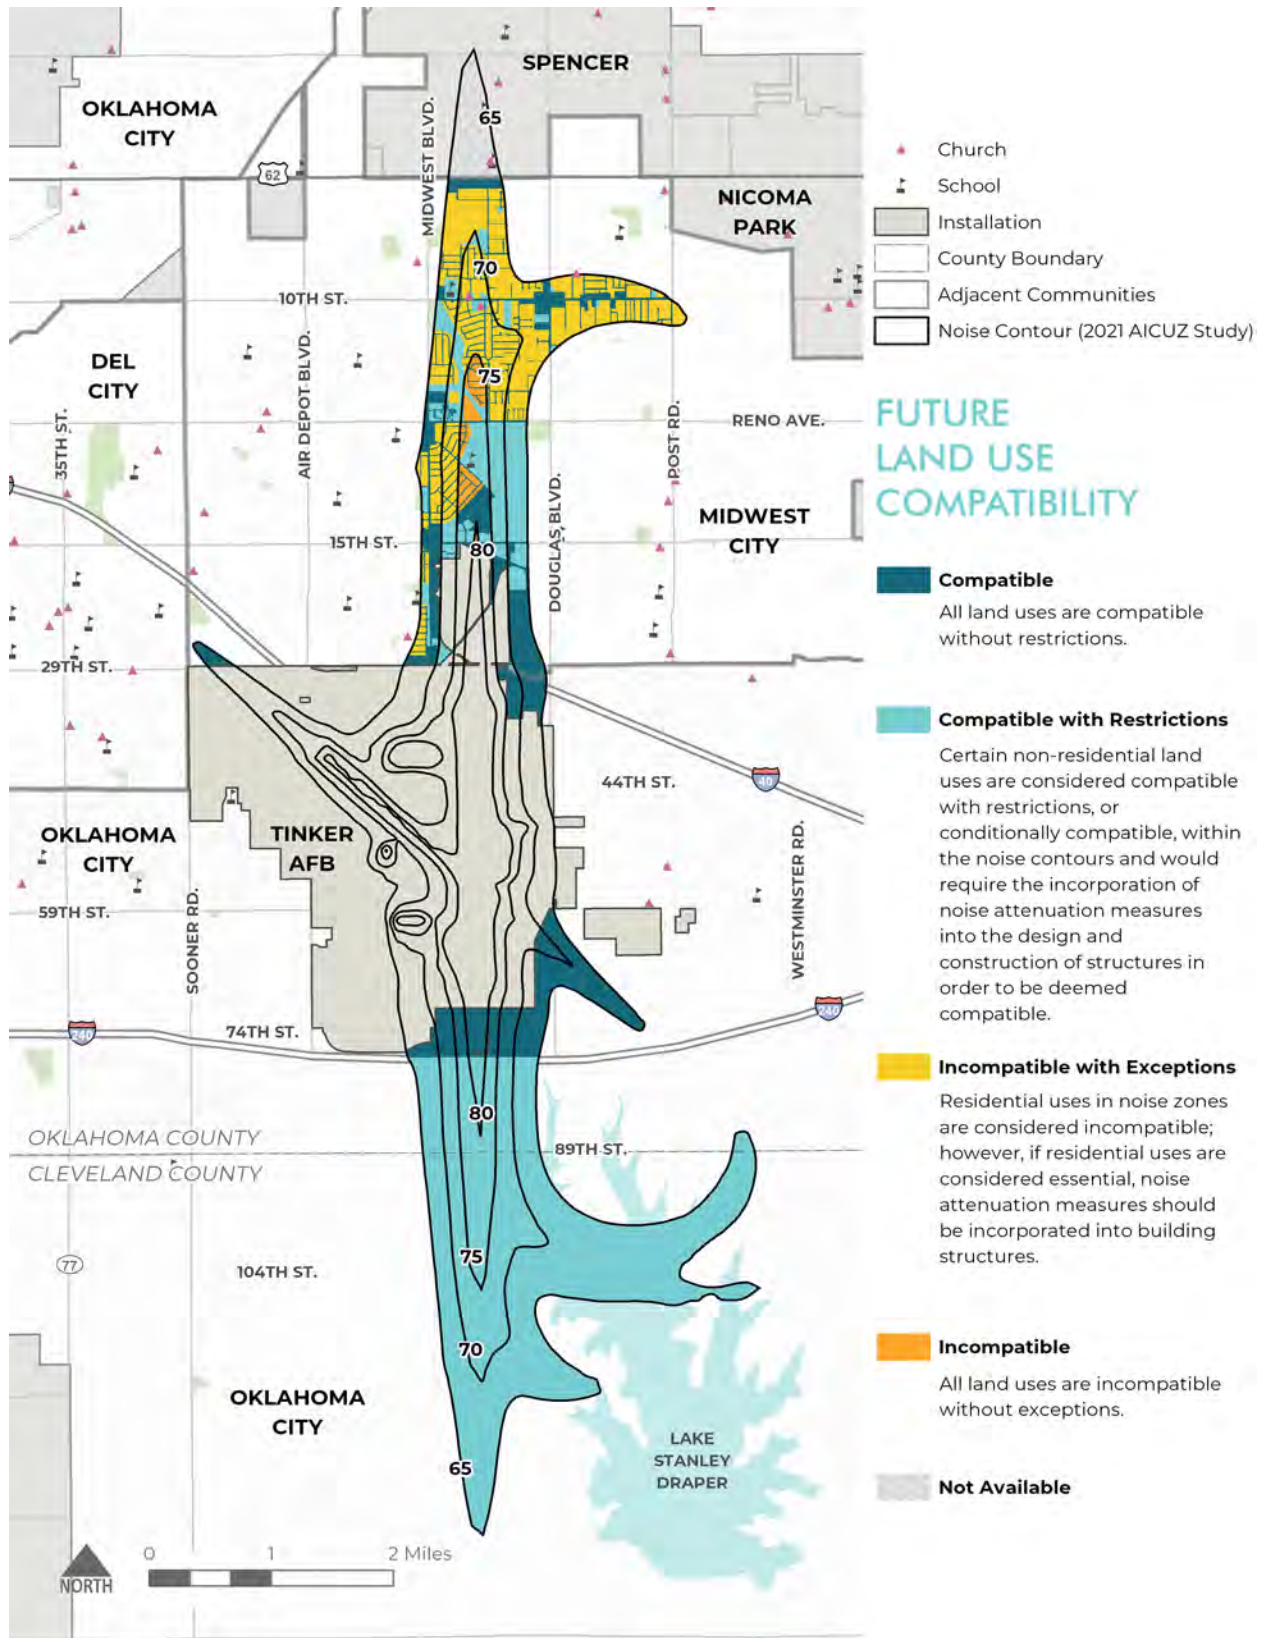 SPENCER
OKLAHOMA
CITY
MIDWEST BLVD.
65
62
NICOMA
PARK
70
10TH ST.
DEL
CITY
AIR DEPOT BLVD.
75
35TH ST.
POST RD.
RENO AVE.
MIDWEST
CITY
DOUGLAS BLVD.
15TH ST.
80
29TH ST.
44TH ST.
40
OKLAHOMA
CITY
TINKER
AFB
WESTMINSTER RD.
59TH ST.
SOONER RD.
240
74TH ST.
240
80
OKLAHOMA COUNTY
CLEVELAND COUNTY
89TH ST.
75
77
104TH ST.
70
OKLAHOMA
CITY
65
LAKE
STANLEY
DRAPER
0 1 2 Miles
NORTH
Church
School
Installation
County Boundary
Adjacent Communities
Noise Contour (2021 AICUZ Study)
FUTURE
LAND USE
COMPATIBILITY
Compatible
All land uses are compatible
without restrictions.
Compatible with Restrictions
Certain non-residential land
uses are considered compatible
with restrictions, or
conditionally compatible, within
the noise contours and would
require the incorporation of
noise attenuation measures
into the design and
construction of structures in
order to be deemed
compatible.
Incompatible with Exceptions
Residential uses in noise zones
are considered incompatible;
however, if residential uses are
considered essential, noise
attenuation measures should
be incorporated into building
structures.
Incompatible
All land uses are incompatible
without exceptions.
Not Available